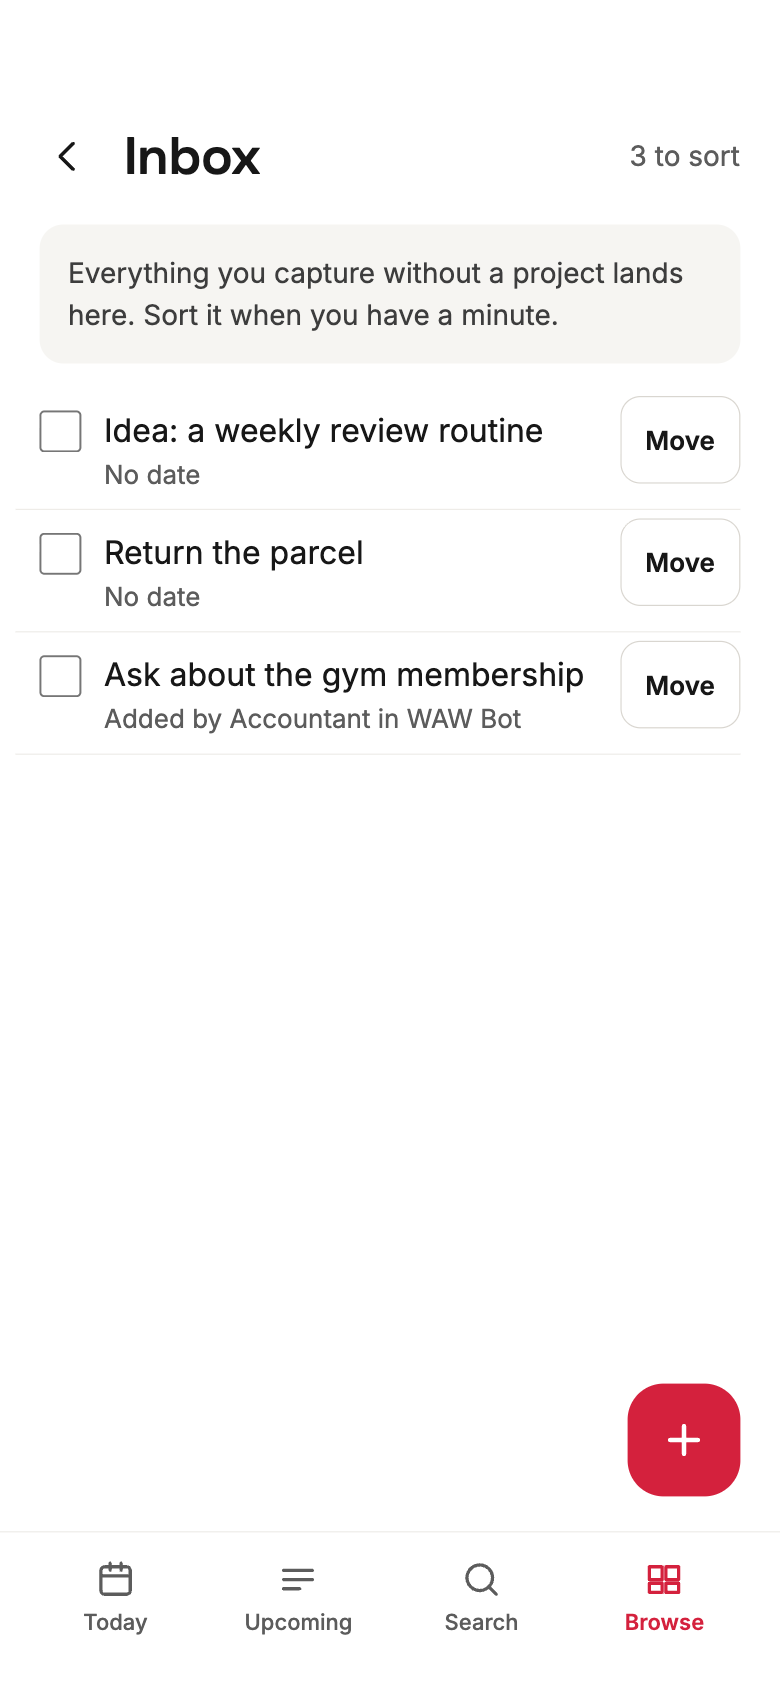 Inbox
3 to sort
Everything you capture without a project lands
here. Sort it when you have a minute.
Idea: a weekly review routine
No date
Move
Return the parcel
No date
Move
Ask about the gym membership
Added by Accountant in WAW Bot
Move
Today
Upcoming
Search
Browse